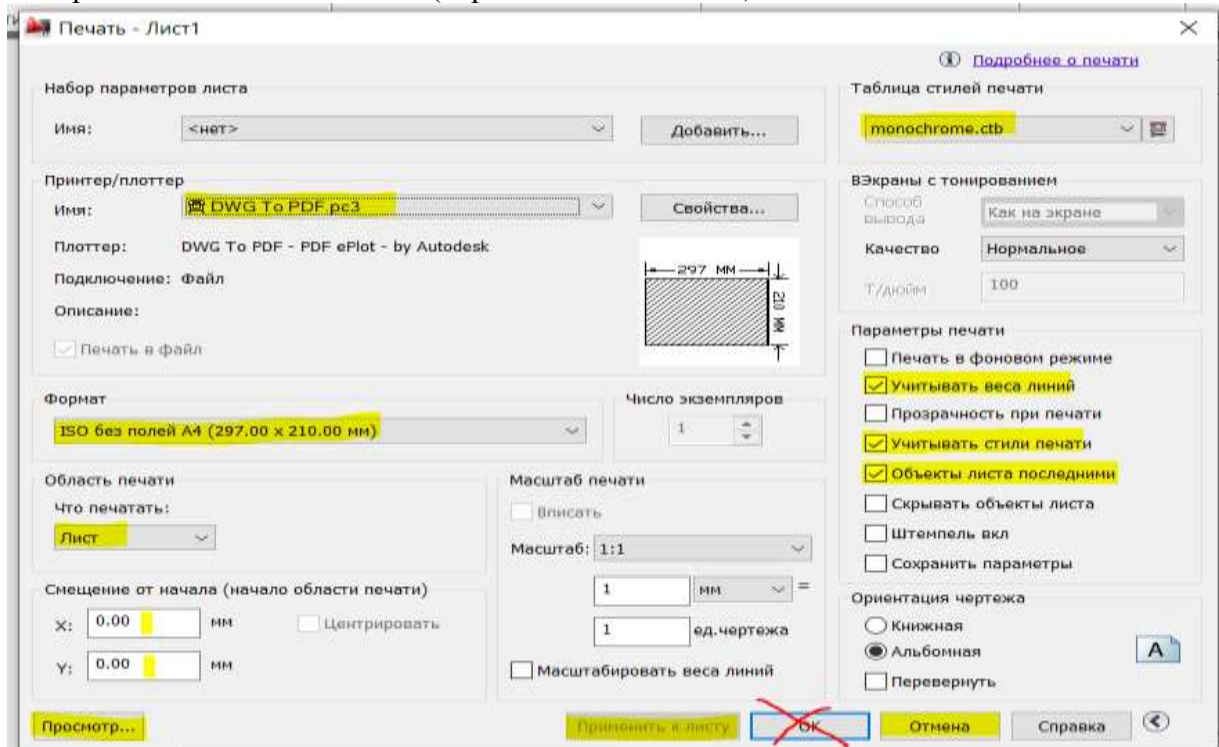 Печать - Лист1
Подробнее о печати
Набор параметров листа
Имя: <нет> Добавить...
Таблица стилей печати
monochrome.ctb
Принтер/плоттер
Имя: DWG To PDF.pc3 Свойства...
Плоттер: DWG To PDF - PDF ePlot - by Autodesk
Подключение: Файл
Описание:
Печать в файл
297 MM
210 MM
ВЭкраны с тонированием
Способ вывода Как на экране
Качество Нормальное
Т/дюйм 100
Формат
ISO без полей A4 (297.00 x 210.00 мм)
Число экземпляров
1
Параметры печати
Печать в фоновом режиме
Учитывать веса линий
Прозрачность при печати
Учитывать стили печати
Объекты листа последними
Скрывать объекты листа
Штемпель вкл
Сохранить параметры
Область печати
Что печатать:
Лист
Масштаб печати
Вписать
Масштаб: 1:1
1 мм =
1 ед.чертежа
Масштабировать веса линий
Смещение от начала (начало области печати)
X: 0.00 мм Центрировать
Y: 0.00 мм
Ориентация чертежа
Книжная
Альбомная
Перевернуть
A
Просмотр... Применить к листу ОК Отмена Справка